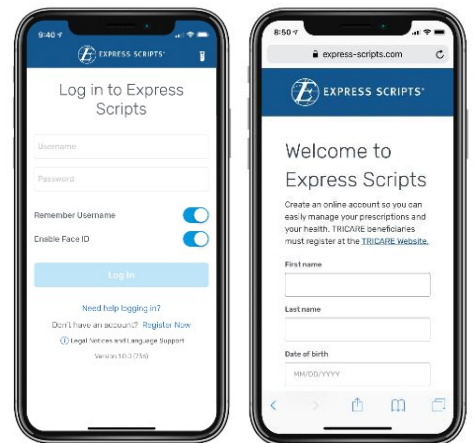 9:40
EXPRESS SCRIPTS®
Log in to Express
Scripts
Username
Password
Remember Username
Enable Face ID
Log In
Need help logging in?
Don't have an account? Register Now
Legal Notices and Language Support
8:50
express-scripts.com
EXPRESS SCRIPTS®
Welcome to
Express Scripts
Create an online account so you can
easily manage your prescriptions and
your health. TRICARE beneficiaries
must register at the TRICARE Website.
First name
Last name
Date of birth
MM/DD/YYYY